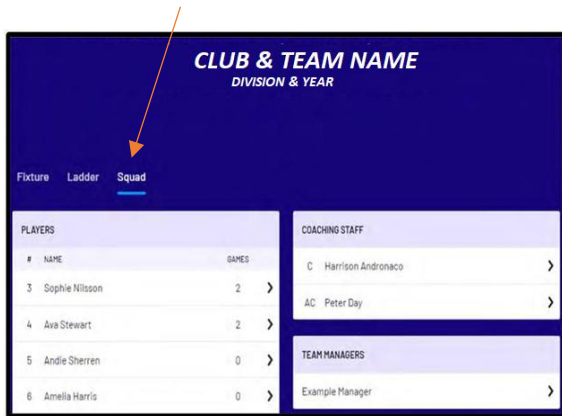 CLUB & TEAM NAME
DIVISION & YEAR
Fixture Ladder Squad
PLAYERS
# NAME GAMES
3 Sophie Nilsson 2
4 Ava Stewart 2
5 Andie Sherren 0
6 Amelia Harris 0
COACHING STAFF
C Harrison Andronaco
AC Peter Day
TEAM MANAGERS
Example Manager